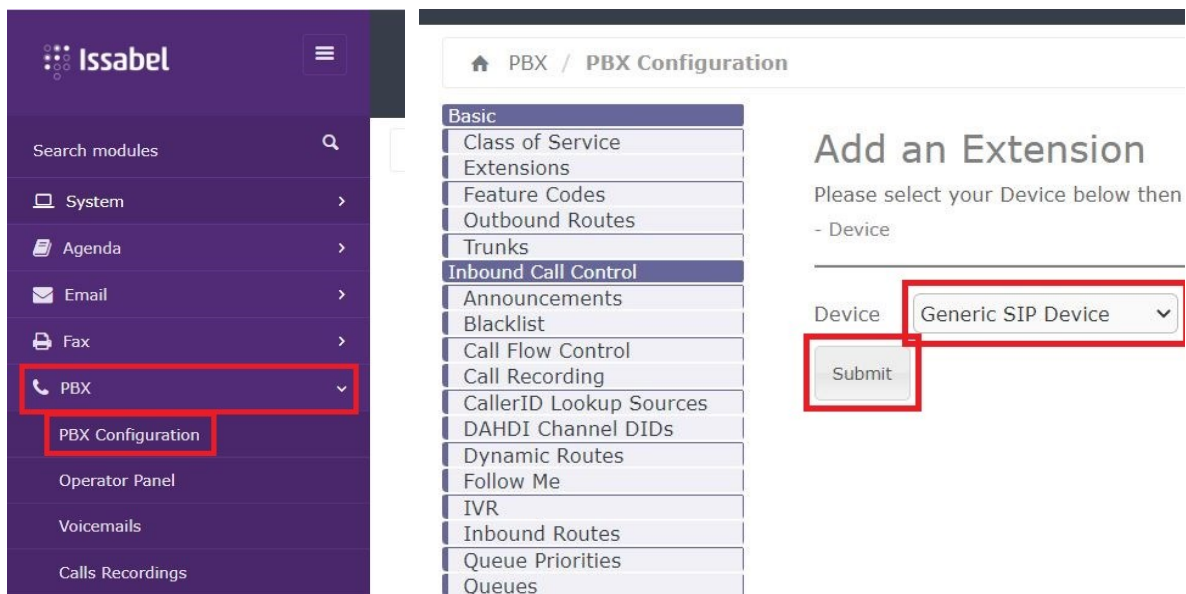 Issabel
Search modules
System
Agenda
Email
Fax
PBX
PBX Configuration
Operator Panel
Voicemails
Calls Recordings
PBX / PBX Configuration
Basic
Class of Service
Extensions
Feature Codes
Outbound Routes
Trunks
Inbound Call Control
Announcements
Blacklist
Call Flow Control
Call Recording
CallerID Lookup Sources
DAHDI Channel DIDs
Dynamic Routes
Follow Me
IVR
Inbound Routes
Queue Priorities
Queues
Add an Extension
Please select your Device below then
- Device
Device Generic SIP Device
Submit